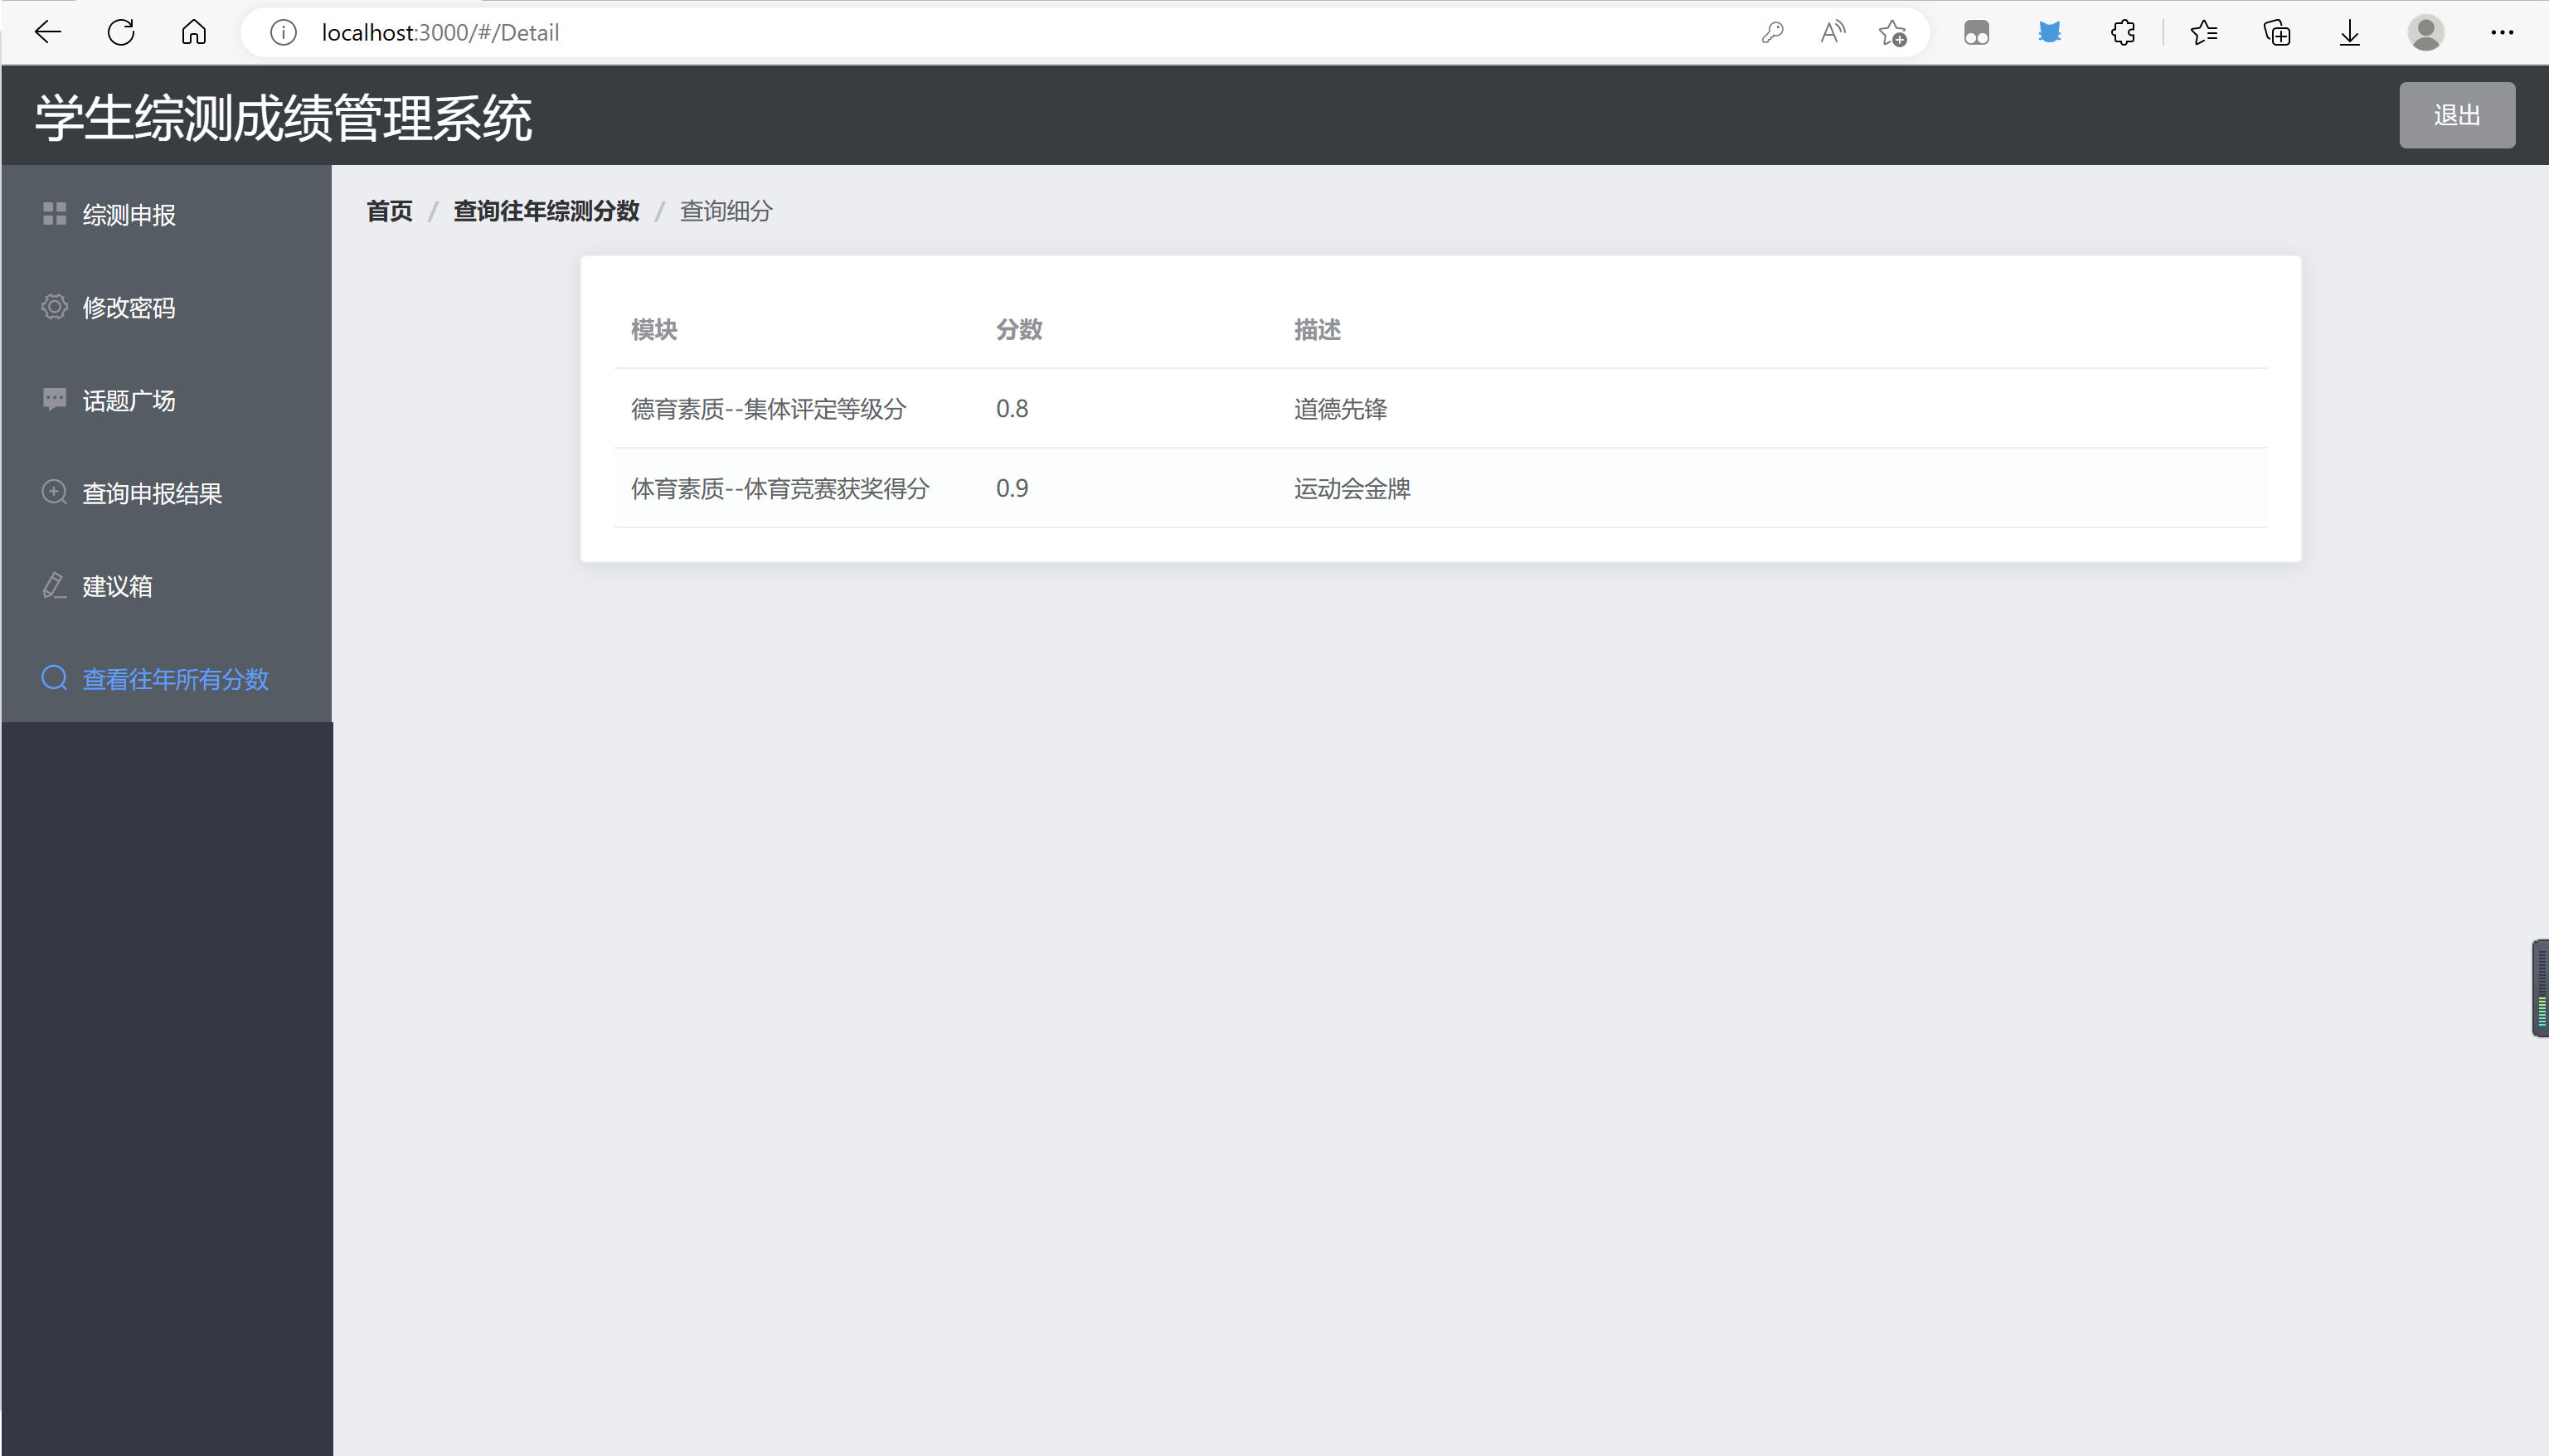 localhost:3000/#/Detail
学生综测成绩管理系统
退出
综测申报
修改密码
话题广场
查询申报结果
建议箱
查看往年所有分数
首页 / 查询往年综测分数 / 查询细分
模块 分数 描述
德育素质--集体评定等级分 0.8 道德先锋
体育素质--体育竞赛获奖得分 0.9 运动会金牌